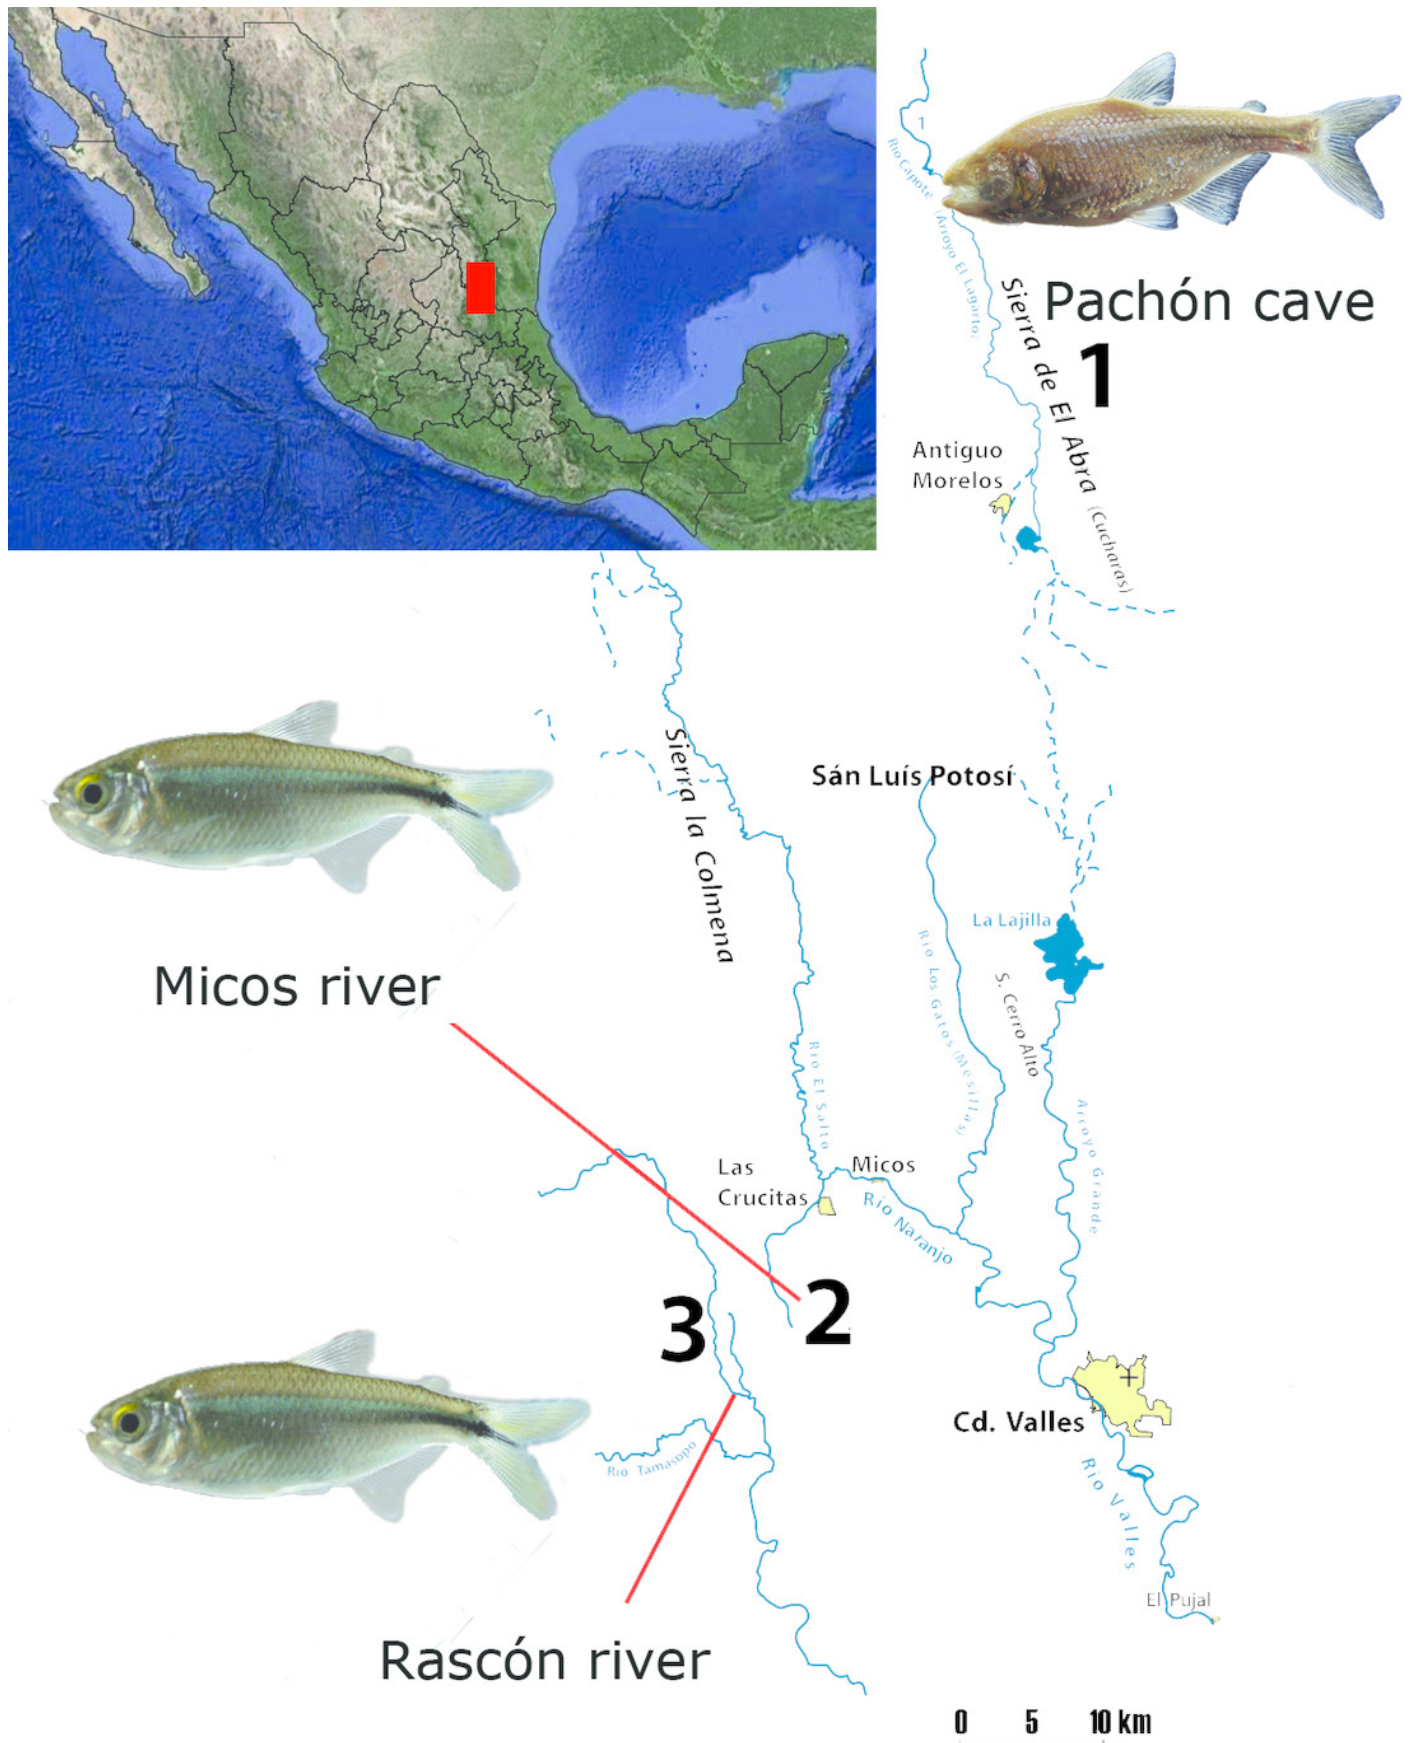 1
Río Capote (Arroyo El Lagarto)
Pachón cave
1
Sierra de El Abra (Cucharas)
Antiguo
Morelos
Sierra la Colmena
Sán Luís Potosí
La Lajilla
Río Los Gatos (Mesillas)
S. Cerro Alto
Micos river
Río El Salto
Arroyo Grande
Las
Crucitas
Micos
Río Naranjo
2
3
Cd. Valles
Río Tamasopo
Río Valles
El Pujal
Rascón river
0 5 10 km